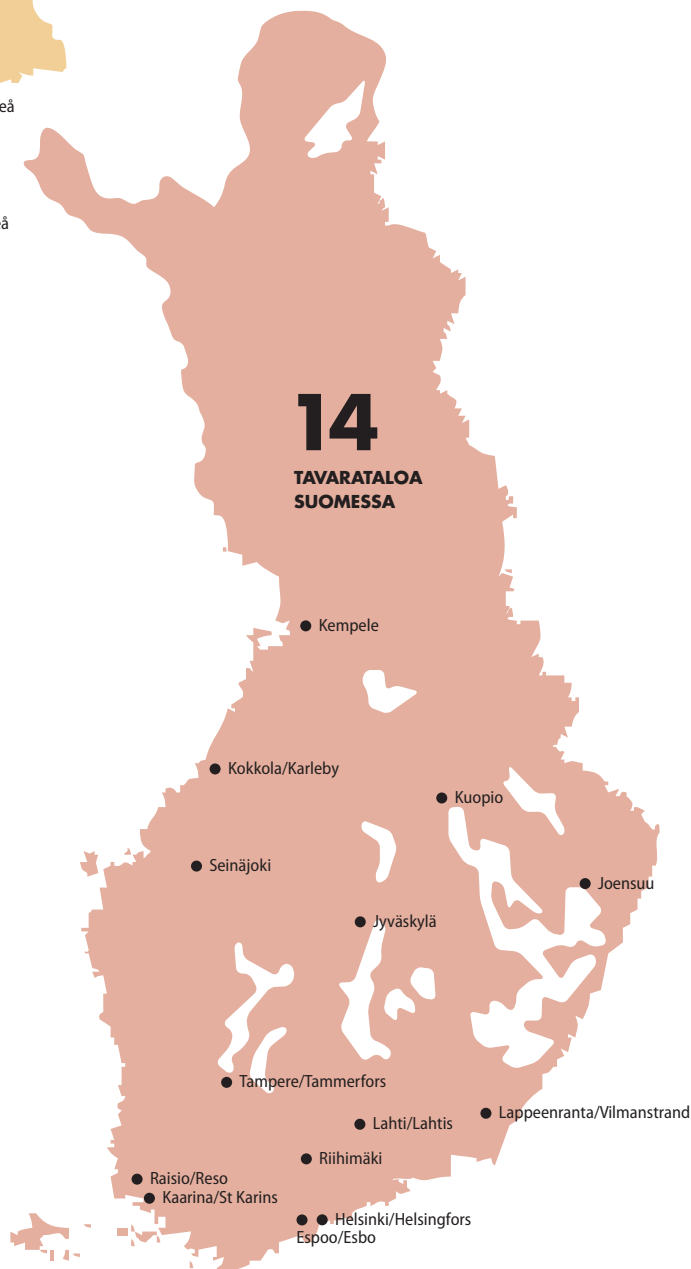 eå
å
14
TAVARATALOA
SUOMESSA
Kempele
Kokkola/Karleby
Kuopio
Seinäjoki
Joensuu
Jyväskylä
Tampere/Tammerfors
Lappeenranta/Vilmanstrand
Lahti/Lahtis
Riihimäki
Raisio/Reso
Kaarina/St Karins
Helsinki/Helsingfors
Espoo/Esbo